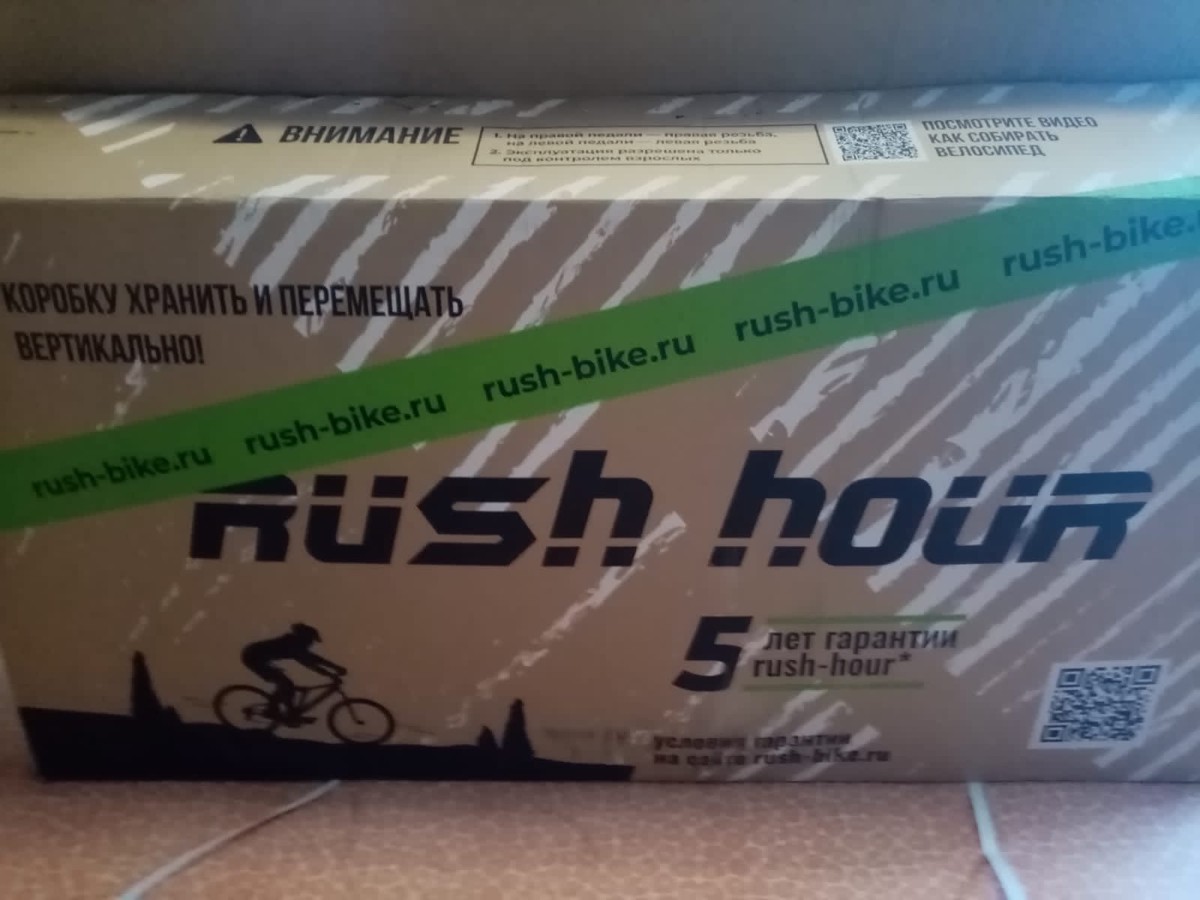 ВНИМАНИЕ
1. На правой педали — правая резьба,
на левой педали — левая резьба
2. Эксплуатация разрешена только
под контролем взрослых
ПОСМОТРИТЕ ВИДЕО
КАК СОБИРАТЬ
ВЕЛОСИПЕД
КОРОБКУ ХРАНИТЬ И ПЕРЕМЕЩАТЬ
ВЕРТИКАЛЬНО!
rush-bike.ru rush-bike.ru rush-bike.ru rush-bike.ru rush-bike.
RUSH HOUR
5 лет гарантии
rush-hour*
условия гарантии
на сайте rush-bike.ru